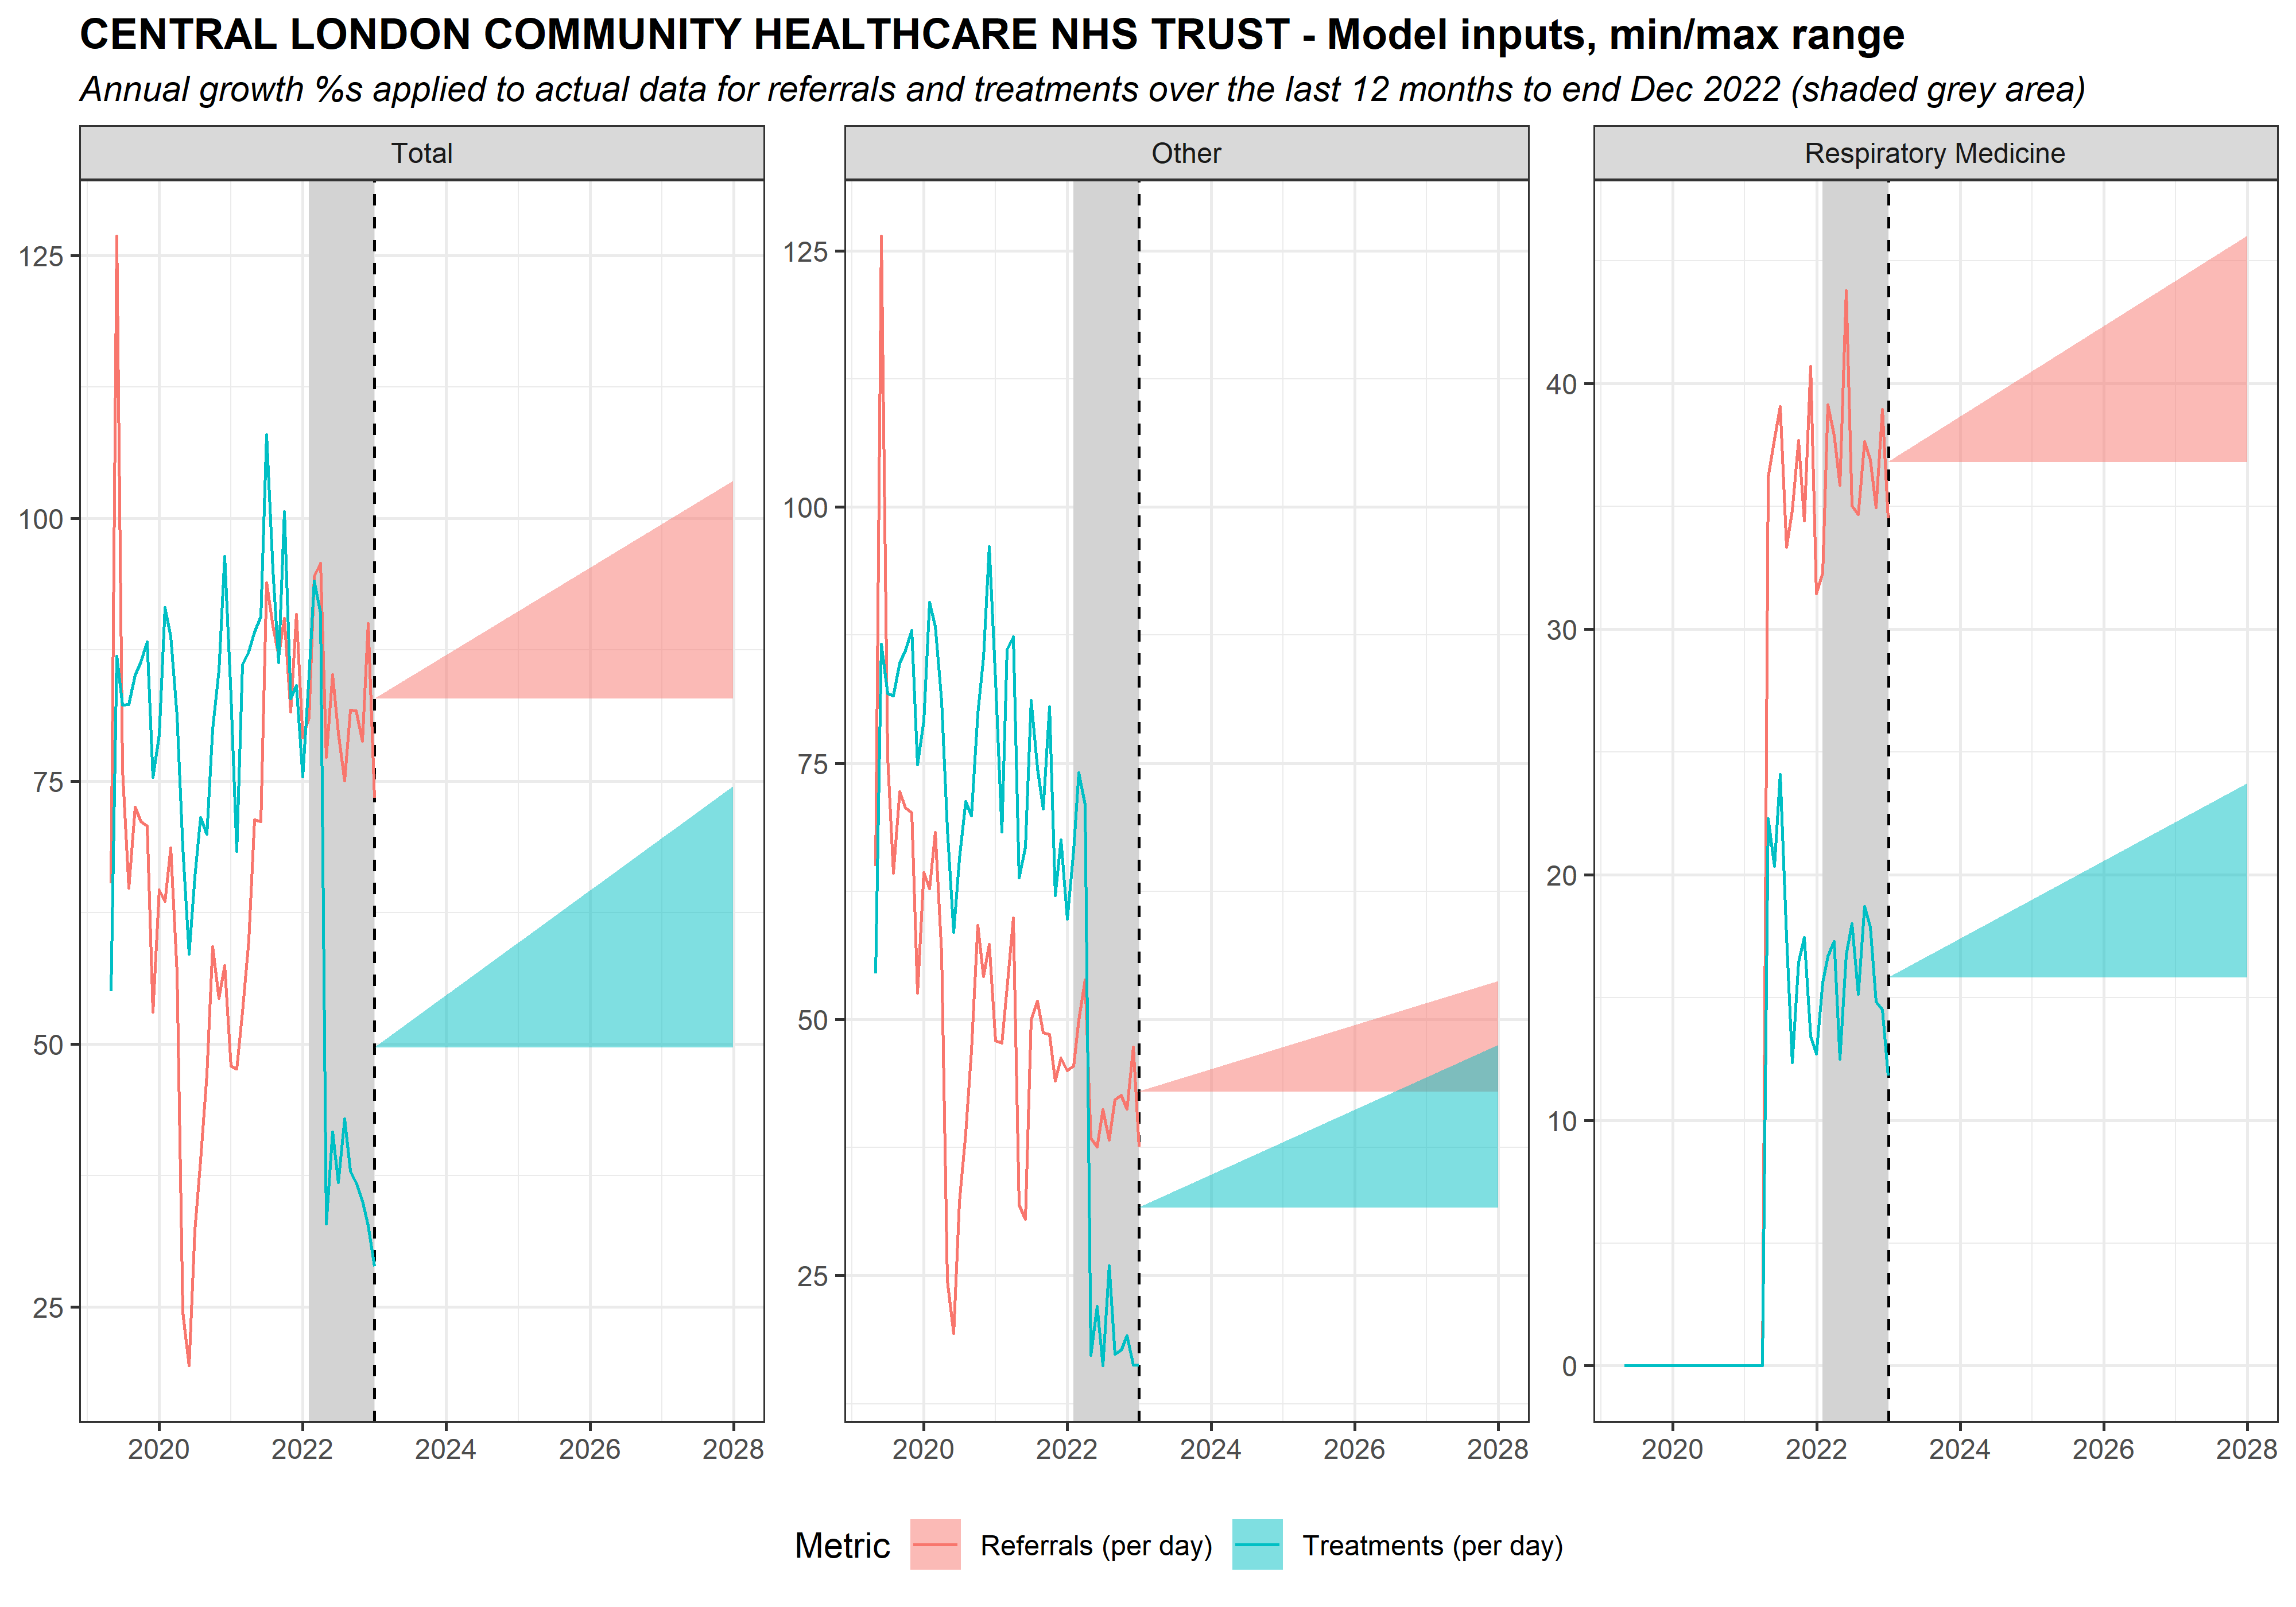 CENTRAL LONDON COMMUNITY HEALTHCARE NHS TRUST - Model inputs, min/max range
Annual growth %s applied to actual data for referrals and treatments over the last 12 months to end Dec 2022 (shaded grey area)
Total
Other
Respiratory Medicine
125
100
75
50
25
125
100
75
50
25
40
30
20
10
0
2020 2022 2024 2026 2028
2020 2022 2024 2026 2028
2020 2022 2024 2026 2028
Metric Referrals (per day) Treatments (per day)